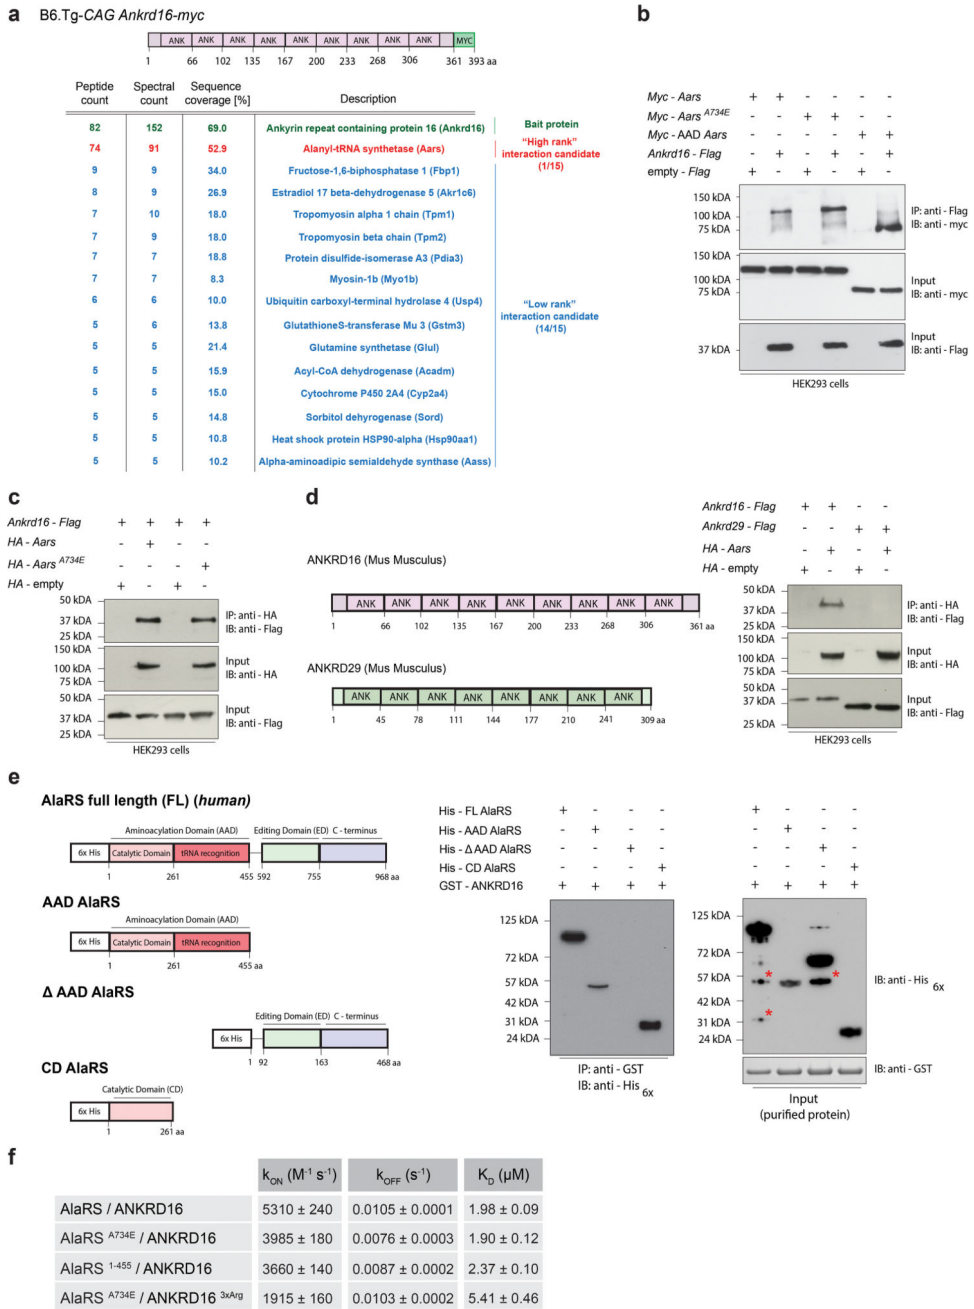 a B6.Tg-CAG Ankrd16-myc
ANK ANK ANK ANK ANK ANK ANK ANK MYC
1 66 102 135 167 200 233 268 306 361 393 aa
Peptide count Spectral count Sequence coverage [%] Description
82 152 69.0 Ankyrin repeat containing protein 16 (Ankrd16) Bait protein
74 91 52.9 Alanyl-tRNA synthetase (Aars) "High rank" interaction candidate (1/15)
9 9 34.0 Fructose-1,6-biphosphatase 1 (Fbp1)
8 9 26.9 Estradiol 17 beta-dehydrogenase 5 (Akr1c6)
7 10 18.0 Tropomyosin alpha 1 chain (Tpm1)
7 9 18.0 Tropomyosin beta chain (Tpm2)
7 7 18.8 Protein disulfide-isomerase A3 (Pdia3)
7 7 8.3 Myosin-1b (Myo1b)
6 6 10.0 Ubiquitin carboxyl-terminal hydrolase 4 (Usp4) "Low rank" interaction candidate (14/15)
5 6 13.8 GlutathioneS-transferase Mu 3 (Gstm3)
5 5 21.4 Glutamine synthetase (Glul)
5 5 15.9 Acyl-CoA dehydrogenase (Acadm)
5 5 15.0 Cytochrome P450 2A4 (Cyp2a4)
5 5 14.8 Sorbitol dehyrogenase (Sord)
5 5 10.8 Heat shock protein HSP90-alpha (Hsp90aa1)
5 5 10.2 Alpha-aminoadipic semialdehyde synthase (Aass)
b
Myc - Aars + + - - - -
Myc - Aars A734E - - + + - -
Myc - AAD Aars - - - - + +
Ankrd16 - Flag - + - + - +
empty - Flag + - + - + -
150 kDA
100 kDA
75 kDA
IP: anti - Flag
IB: anti - myc
150 kDA
100 kDA
75 kDA
Input
IB: anti - myc
37 kDA
Input
IB: anti - Flag
HEK293 cells
c
Ankrd16 - Flag + + + +
HA - Aars - + - -
HA - Aars A734E - - - +
HA - empty + - + -
50 kDA
37 kDA
25 kDA
IP: anti - HA
IB: anti - Flag
150 kDA
100 kDA
75 kDA
Input
IB: anti - HA
50 kDA
37 kDA
25 kDA
Input
IB: anti - Flag
HEK293 cells
d
ANKRD16 (Mus Musculus)
ANK ANK ANK ANK ANK ANK ANK ANK
1 66 102 135 167 200 233 268 306 361 aa
ANKRD29 (Mus Musculus)
ANK ANK ANK ANK ANK ANK ANK ANK
1 45 78 111 144 177 210 241 309 aa
Ankrd16 - Flag + + - -
Ankrd29 - Flag - - + +
HA - Aars - + - +
HA - empty + - + -
50 kDA
37 kDA
25 kDA
IP: anti - HA
IB: anti - Flag
150 kDA
100 kDA
75 kDA
Input
IB: anti - HA
50 kDA
37 kDA
25 kDA
Input
IB: anti - Flag
HEK293 cells
e
AlaRS full length (FL) (human)
Aminoacylation Domain (AAD) Editing Domain (ED) C - terminus
6x His Catalytic Domain tRNA recognition
1 261 455 592 755 968 aa
AAD AlaRS
Aminoacylation Domain (AAD)
6x His Catalytic Domain tRNA recognition
1 261 455 aa
Δ AAD AlaRS
Editing Domain (ED) C - terminus
6x His
1 92 163 468 aa
CD AlaRS
Catalytic Domain (CD)
6x His
1 261 aa
His - FL AlaRS + - - - + - - -
His - AAD AlaRS - + - - - + - -
His - Δ AAD AlaRS - - + - - - + -
His - CD AlaRS - - - + - - - +
GST - ANKRD16 + + + + + + + +
125 kDA
72 kDA
57 kDA
42 kDA
31 kDA
24 kDA
IP: anti - GST
IB: anti - His 6x
125 kDA
72 kDA
57 kDA
42 kDA
31 kDA
24 kDA
* * *
IB: anti - His 6x
IB: anti - GST
Input
(purified protein)
f
kON (M-1 s-1) kOFF (s-1) KD (µM)
AlaRS / ANKRD16 5310 ± 240 0.0105 ± 0.0001 1.98 ± 0.09
AlaRS A734E / ANKRD16 3985 ± 180 0.0076 ± 0.0003 1.90 ± 0.12
AlaRS 1-455 / ANKRD16 3660 ± 140 0.0087 ± 0.0002 2.37 ± 0.10
AlaRS A734E / ANKRD16 3xArg 1915 ± 160 0.0103 ± 0.0002 5.41 ± 0.46